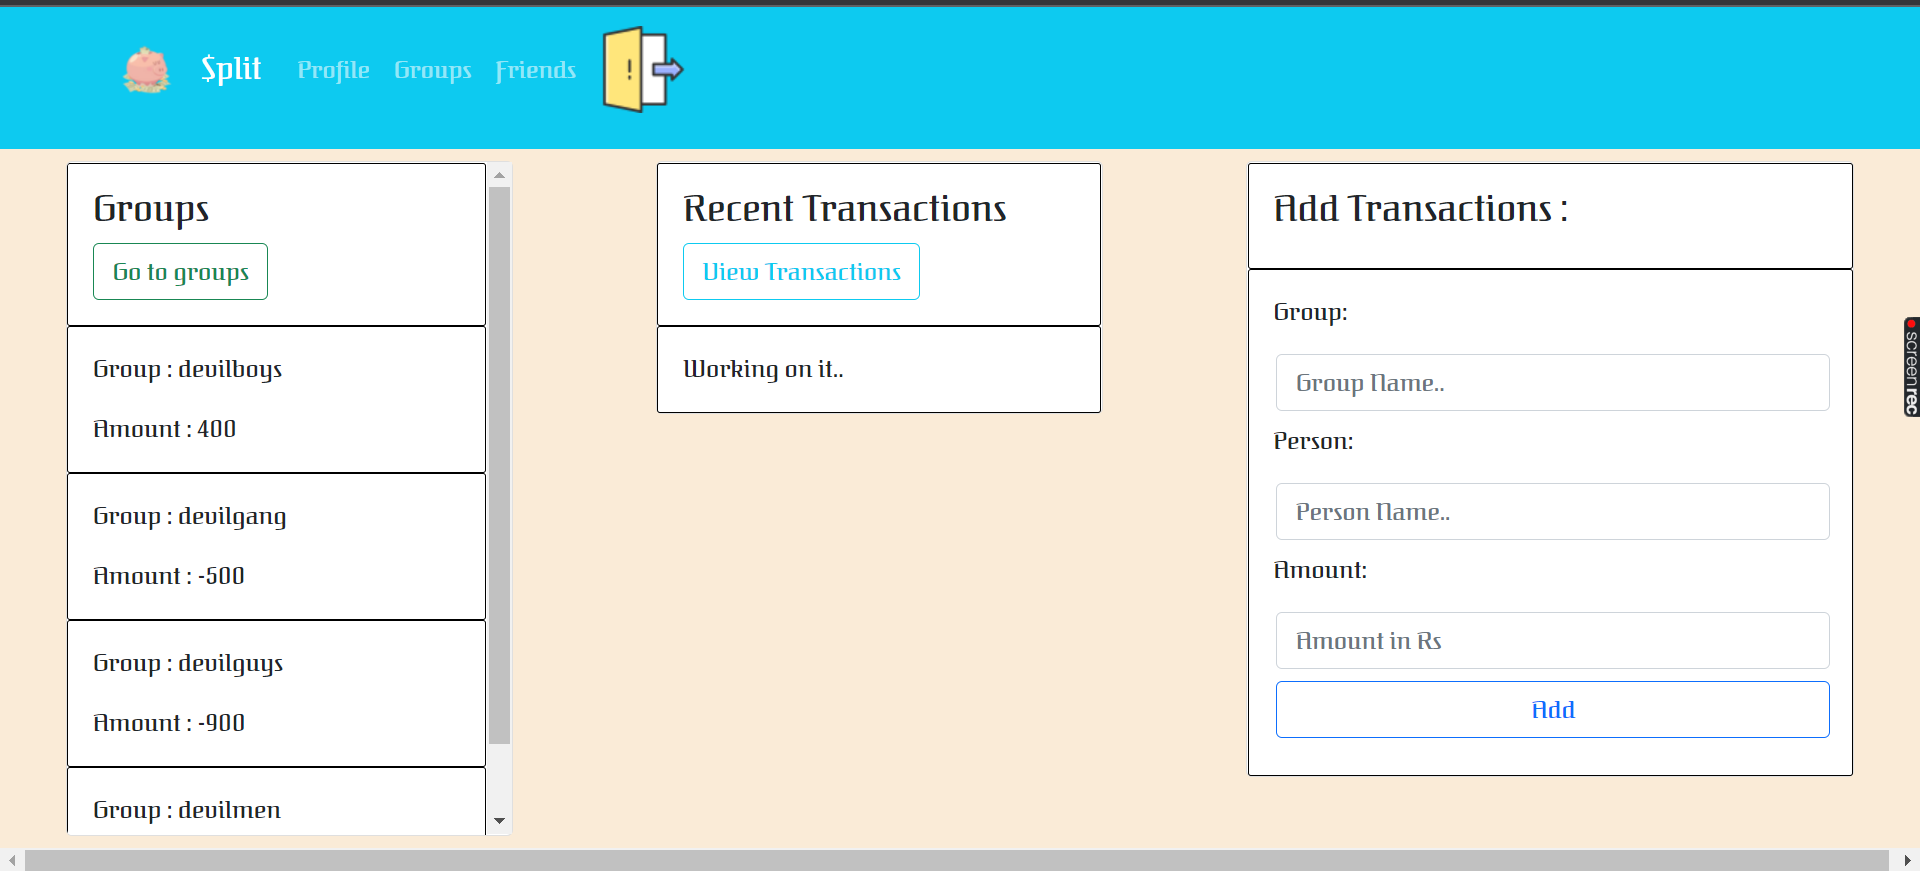 $plit Profile Groups Friends !
Groups
Go to groups
Group : devilboys
Amount : 400
Group : devilgang
Amount : -500
Group : devilguys
Amount : -900
Group : devilmen
Recent Transactions
View Transactions
Working on it..
Add Transactions :
Group:
Group Name..
Person:
Person Name..
Amount:
Amount in Rs
Add
screenrec